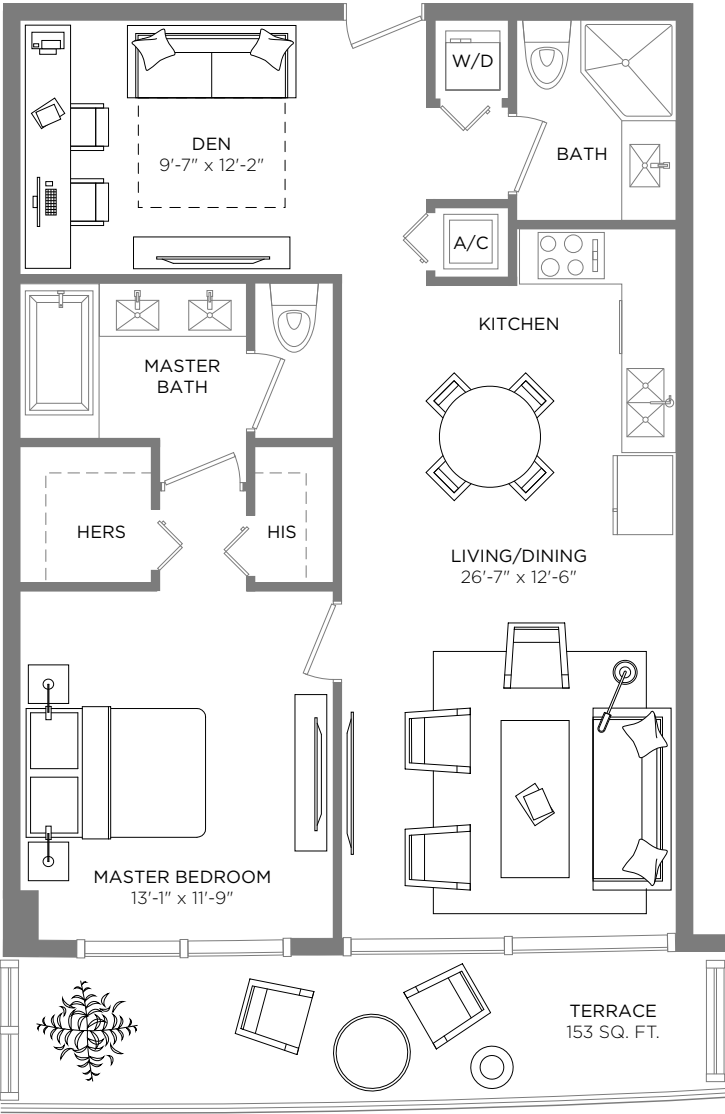 W/D
DEN
9'-7" x 12'-2"
BATH
A/C
KITCHEN
MASTER
BATH
HERS
HIS
LIVING/DINING
26'-7" x 12'-6"
MASTER BEDROOM
13'-1" x 11'-9"
TERRACE
153 SQ. FT.